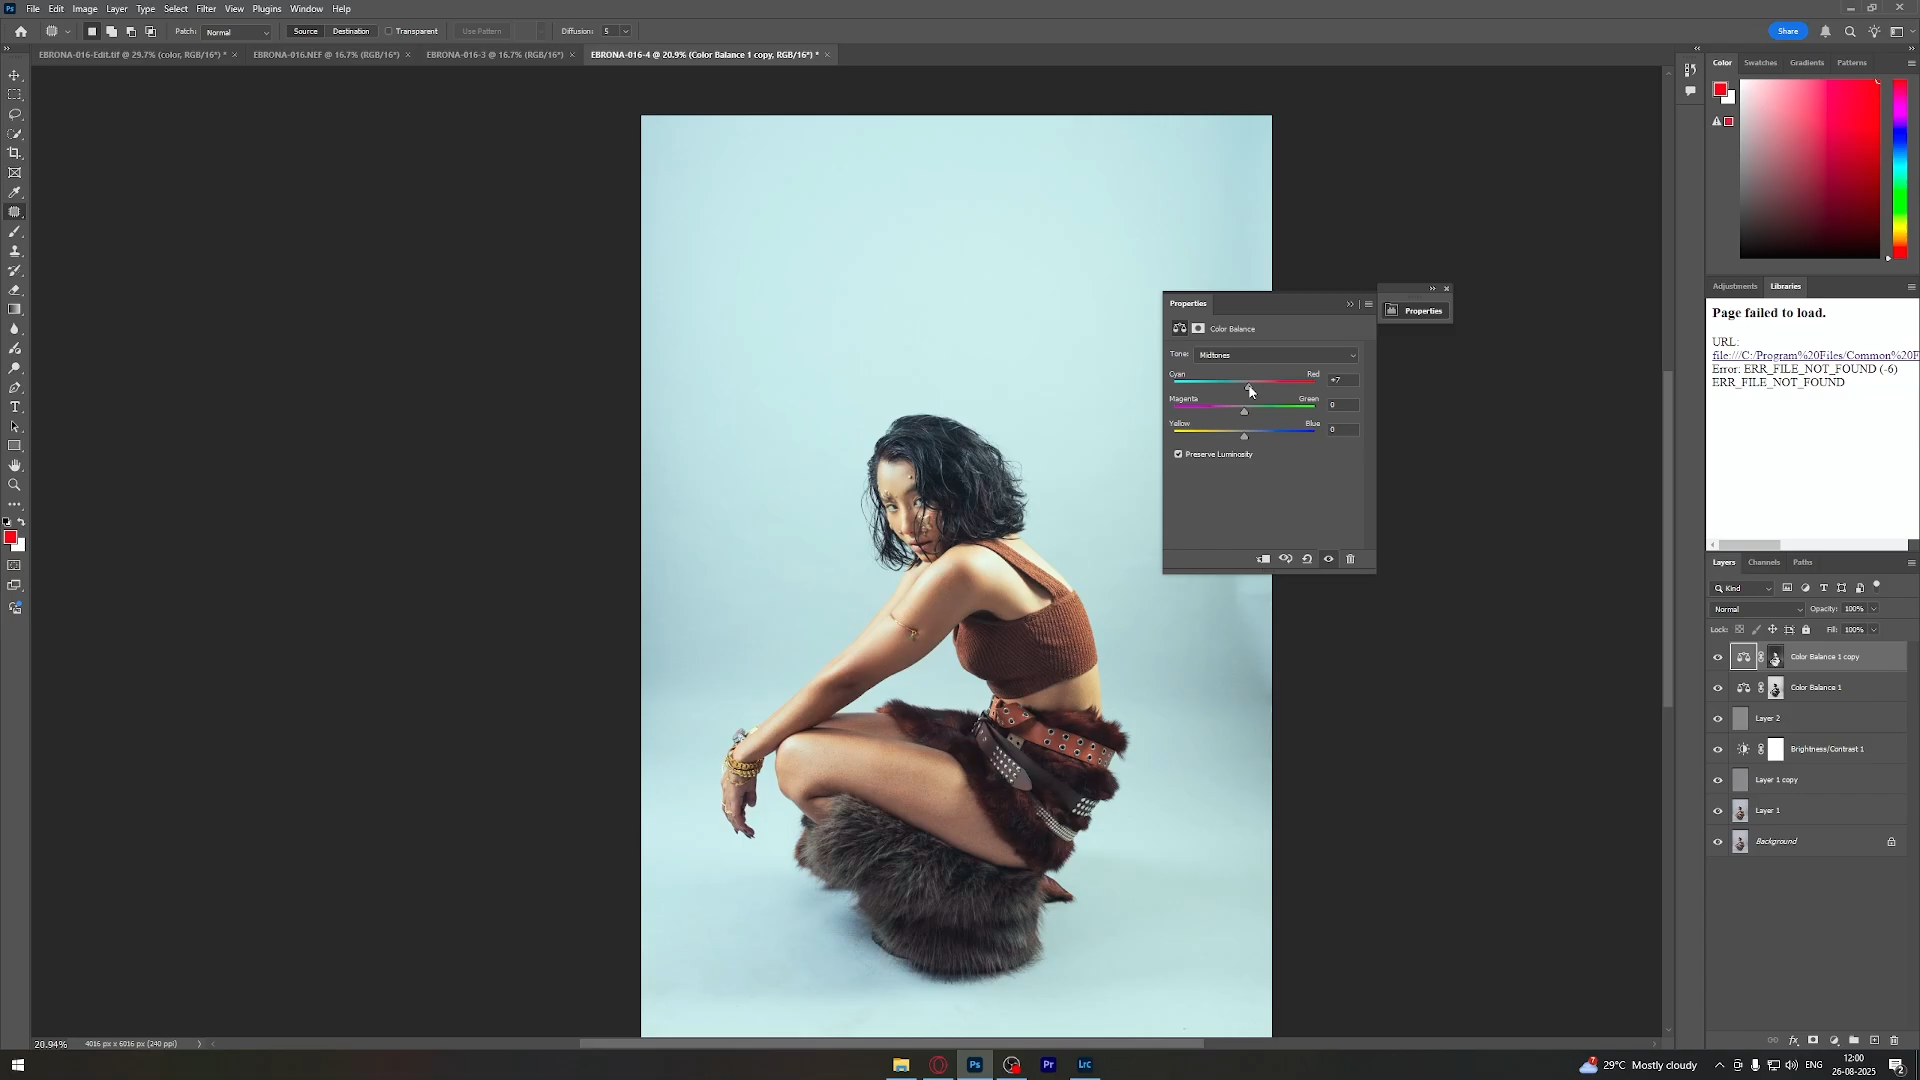 Ps File Edit Image Layer Type Select Filter View Plugins Window Help
Patch: Normal Source Destination Transparent Use Pattern Diffusion: 5 Share
EBRONA-016-Edit.tif @ 29.7% (color, RGB/16*) * × EBRONA-016.NEF @ 16.7% (RGB/16*) × EBRONA-016-3 @ 16.7% (RGB/16*) × EBRONA-016-4 @ 20.9% (Color Balance 1 copy, RGB/16*) * ×
Color Swatches Gradients Patterns
Properties
Properties
Color Balance
Tone: Midtones
Cyan Red +7
Magenta Green 0
Yellow Blue 0
Preserve Luminosity
Adjustments Libraries
Page failed to load.
URL:
file:///C:/Program%20Files/Common%20F
Error: ERR_FILE_NOT_FOUND (-6)
ERR_FILE_NOT_FOUND
Layers Channels Paths
Kind
Normal Opacity: 100%
Lock: Fill: 100%
Color Balance 1 copy
Color Balance 1
Layer 2
Brightness/Contrast 1
Layer 1 copy
Layer 1
Background
20.94% 4016 px x 6016 px (240 ppi)
Ps Pr Lrc
7 29°C Mostly cloudy ENG 12:00
26-08-2025 2